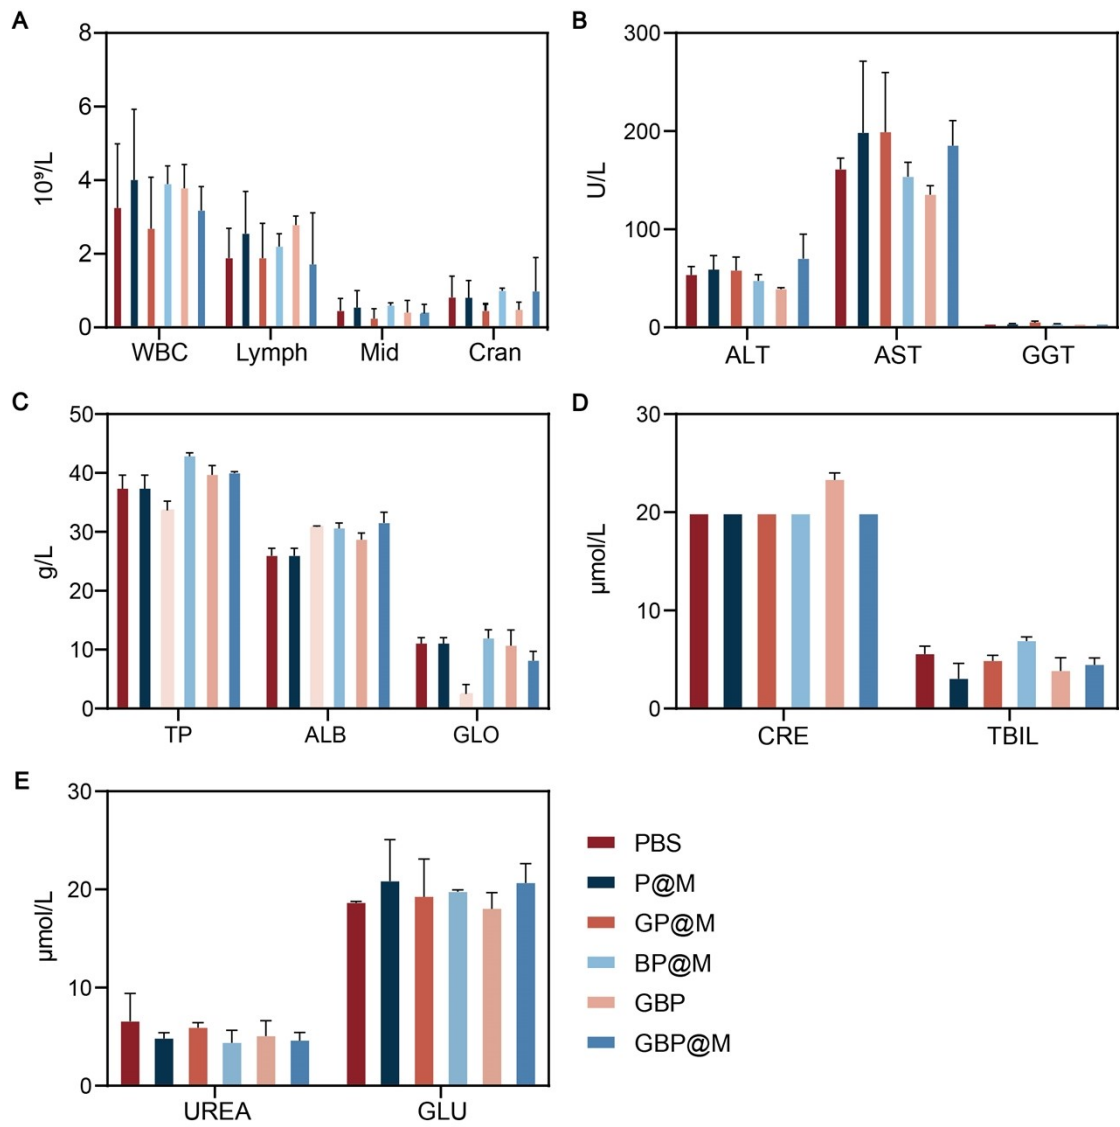 A
8
6
4
2
0
10⁹/L
WBC Lymph Mid Cran
B
300
200
100
0
U/L
ALT AST GGT
C
50
40
30
20
10
0
g/L
TP ALB GLO
D
30
20
10
0
μmol/L
CRE TBIL
E
30
20
10
0
μmol/L
UREA GLU
PBS
P@M
GP@M
BP@M
GBP
GBP@M